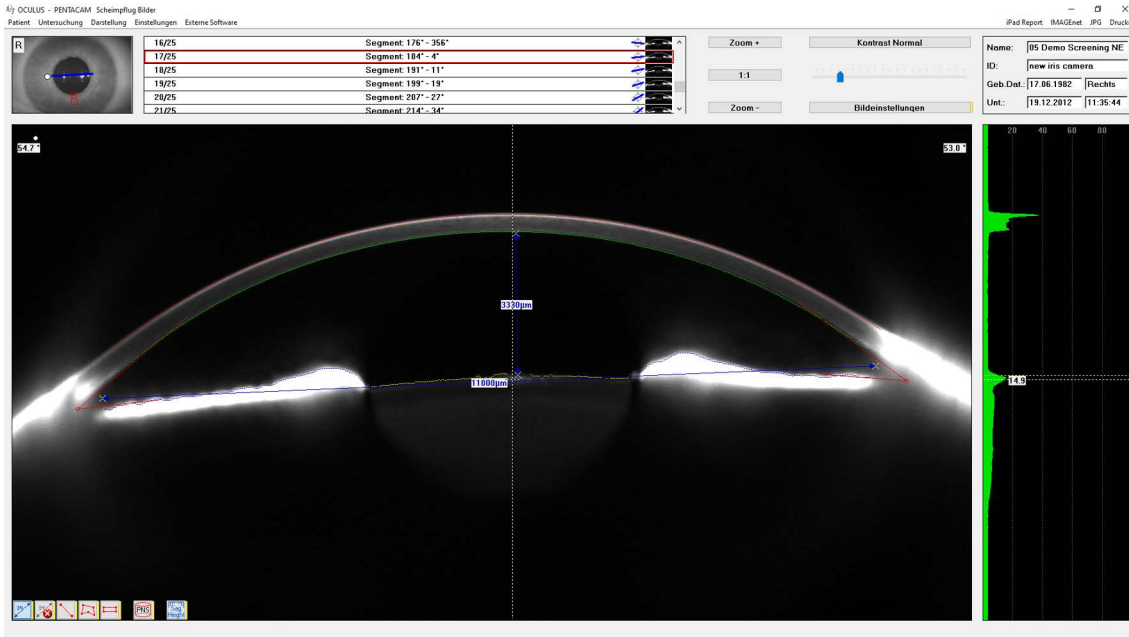 OCULUS - PENTACAM Scheimpflug Bilder
Patient Untersuchung Darstellung Einstellungen Externe Software
iPad Report IMAGEnet JPG Drucke
R
16/25 Segment: 176° - 356°
17/25 Segment: 184° - 4°
18/25 Segment: 191° - 11°
19/25 Segment: 199° - 19°
20/25 Segment: 207° - 27°
21/25 Segment: 214° - 34°
Zoom +
1:1
Zoom -
Kontrast Normal
Bildeinstellungen
Name: 05 Demo Screening NE
ID: new iris camera
Geb.Dat.: 17.06.1982 Rechts
Unt.: 19.12.2012 11:35:44
54.7 °
53.0 °
20 40 60 80
3330µm
11000µm
14.9
PNS
Height